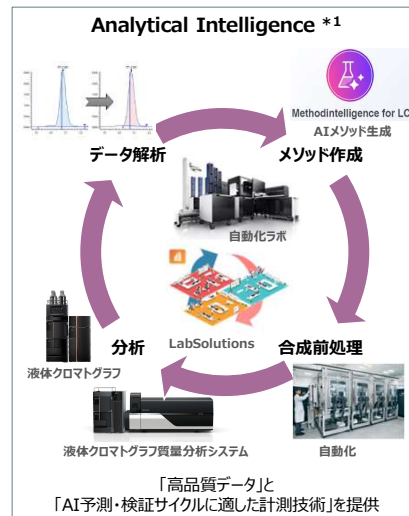 Analytical Intelligence *1
Methodintelligence for LC
AIメソッド生成
データ解析
メソッド作成
自動化ラボ
LabSolutions
分析
合成前処理
液体クロマトグラフ
液体クロマトグラフ質量分析システム
自動化
「高品質データ」と
「AI予測・検証サイクルに適した計測技術」を提供